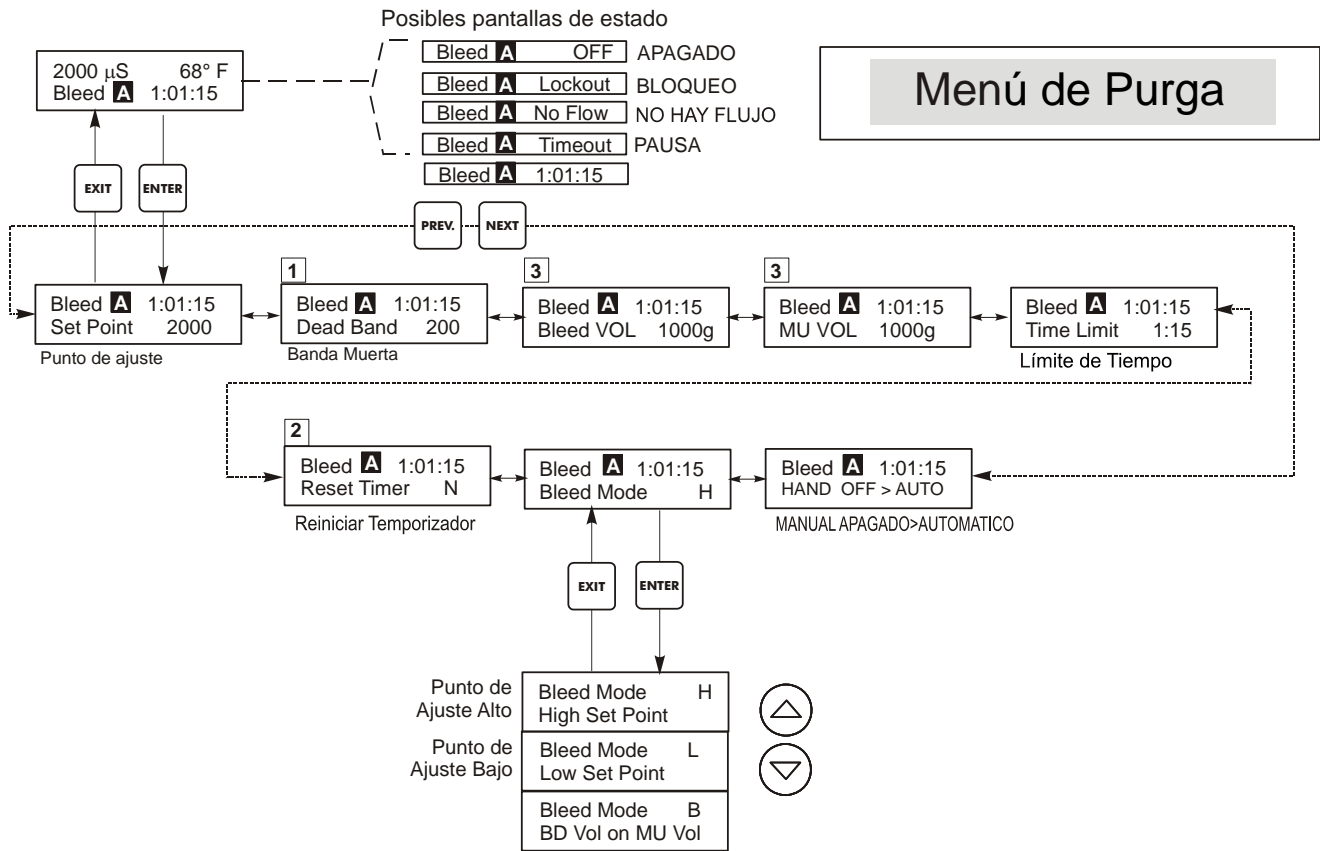 Posibles pantallas de estado
2000 µS 68° F
Bleed A 1:01:15
Bleed A OFF APAGADO
Bleed A Lockout BLOQUEO
Bleed A No Flow NO HAY FLUJO
Bleed A Timeout PAUSA
Bleed A 1:01:15
Menú de Purga
EXIT
ENTER
PREV.
NEXT
Bleed A 1:01:15
Set Point 2000
Punto de ajuste
1
Bleed A 1:01:15
Dead Band 200
Banda Muerta
3
Bleed A 1:01:15
Bleed VOL 1000g
3
Bleed A 1:01:15
MU VOL 1000g
Bleed A 1:01:15
Time Limit 1:15
Límite de Tiempo
2
Bleed A 1:01:15
Reset Timer N
Reiniciar Temporizador
Bleed A 1:01:15
Bleed Mode H
Bleed A 1:01:15
HAND OFF > AUTO
MANUAL APAGADO>AUTOMATICO
EXIT
ENTER
Punto de
Ajuste Alto
Bleed Mode H
High Set Point
Punto de
Ajuste Bajo
Bleed Mode L
Low Set Point
Bleed Mode B
BD Vol on MU Vol